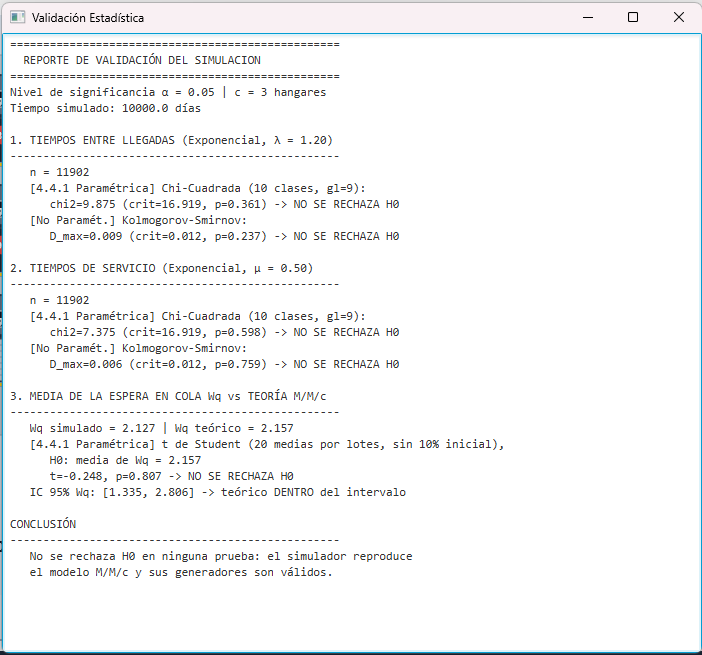 Validación Estadística
==================================================
REPORTE DE VALIDACIÓN DEL SIMULACION
==================================================
Nivel de significancia α = 0.05 | c = 3 hangares
Tiempo simulado: 10000.0 días
1. TIEMPOS ENTRE LLEGADAS (Exponencial, λ = 1.20)
--------------------------------------------------
n = 11902
[4.4.1 Paramétrica] Chi-Cuadrada (10 clases, gl=9):
chi2=9.875 (crit=16.919, p=0.361) -> NO SE RECHAZA H0
[No Paramét.] Kolmogorov-Smirnov:
D_max=0.009 (crit=0.012, p=0.237) -> NO SE RECHAZA H0
2. TIEMPOS DE SERVICIO (Exponencial, μ = 0.50)
--------------------------------------------------
n = 11902
[4.4.1 Paramétrica] Chi-Cuadrada (10 clases, gl=9):
chi2=7.375 (crit=16.919, p=0.598) -> NO SE RECHAZA H0
[No Paramét.] Kolmogorov-Smirnov:
D_max=0.006 (crit=0.012, p=0.759) -> NO SE RECHAZA H0
3. MEDIA DE LA ESPERA EN COLA Wq vs TEORÍA M/M/c
--------------------------------------------------
Wq simulado = 2.127 | Wq teórico = 2.157
[4.4.1 Paramétrica] t de Student (20 medias por lotes, sin 10% inicial),
H0: media de Wq = 2.157
t=-0.248, p=0.807 -> NO SE RECHAZA H0
IC 95% Wq: [1.335, 2.806] -> teórico DENTRO del intervalo
CONCLUSIÓN
--------------------------------------------------
No se rechaza H0 en ninguna prueba: el simulador reproduce
el modelo M/M/c y sus generadores son válidos.